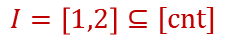 I = [1,2] ⊆ [cnt]